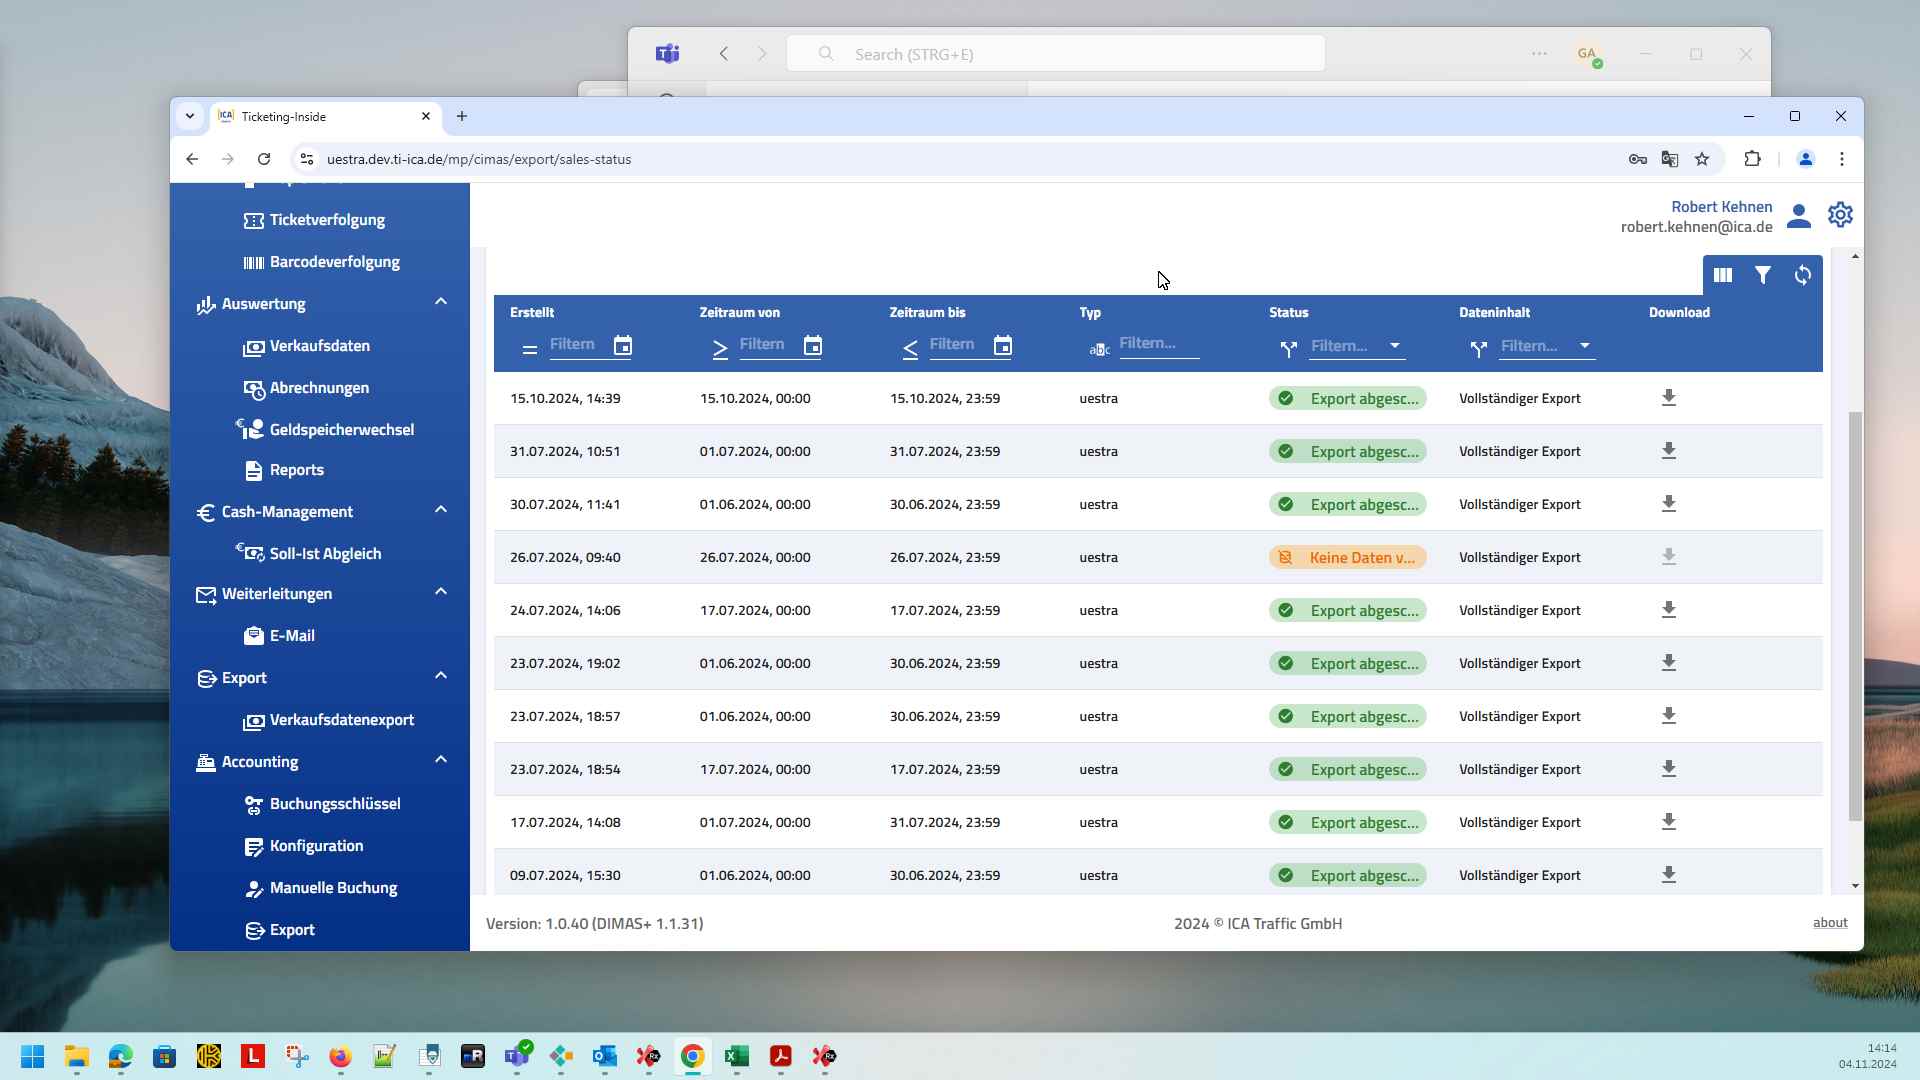 Search (STRG+E)
GA
Ticketing-Inside
uestra.dev.ti-ica.de/mp/cimas/export/sales-status
Ticketverfolgung
Barcodeverfolgung
Auswertung
Verkaufsdaten
Abrechnungen
Geldspeicherwechsel
Reports
Cash-Management
Soll-Ist Abgleich
Weiterleitungen
E-Mail
Export
Verkaufsdatenexport
Accounting
Buchungsschlüssel
Konfiguration
Manuelle Buchung
Export
Robert Kehnen
robert.kehnen@ica.de
Erstellt Zeitraum von Zeitraum bis Typ Status Dateninhalt Download
Filtern Filtern Filtern abc Filtern... Filtern... Filtern...
15.10.2024, 14:39 15.10.2024, 00:00 15.10.2024, 23:59 uestra Export abgesc... Vollständiger Export
31.07.2024, 10:51 01.07.2024, 00:00 31.07.2024, 23:59 uestra Export abgesc... Vollständiger Export
30.07.2024, 11:41 01.06.2024, 00:00 30.06.2024, 23:59 uestra Export abgesc... Vollständiger Export
26.07.2024, 09:40 26.07.2024, 00:00 26.07.2024, 23:59 uestra Keine Daten v... Vollständiger Export
24.07.2024, 14:06 17.07.2024, 00:00 17.07.2024, 23:59 uestra Export abgesc... Vollständiger Export
23.07.2024, 19:02 01.06.2024, 00:00 30.06.2024, 23:59 uestra Export abgesc... Vollständiger Export
23.07.2024, 18:57 01.06.2024, 00:00 30.06.2024, 23:59 uestra Export abgesc... Vollständiger Export
23.07.2024, 18:54 17.07.2024, 00:00 17.07.2024, 23:59 uestra Export abgesc... Vollständiger Export
17.07.2024, 14:08 01.07.2024, 00:00 31.07.2024, 23:59 uestra Export abgesc... Vollständiger Export
09.07.2024, 15:30 01.06.2024, 00:00 30.06.2024, 23:59 uestra Export abgesc... Vollständiger Export
Version: 1.0.40 (DIMAS+ 1.1.31) 2024 © ICA Traffic GmbH about
14:14
04.11.2024